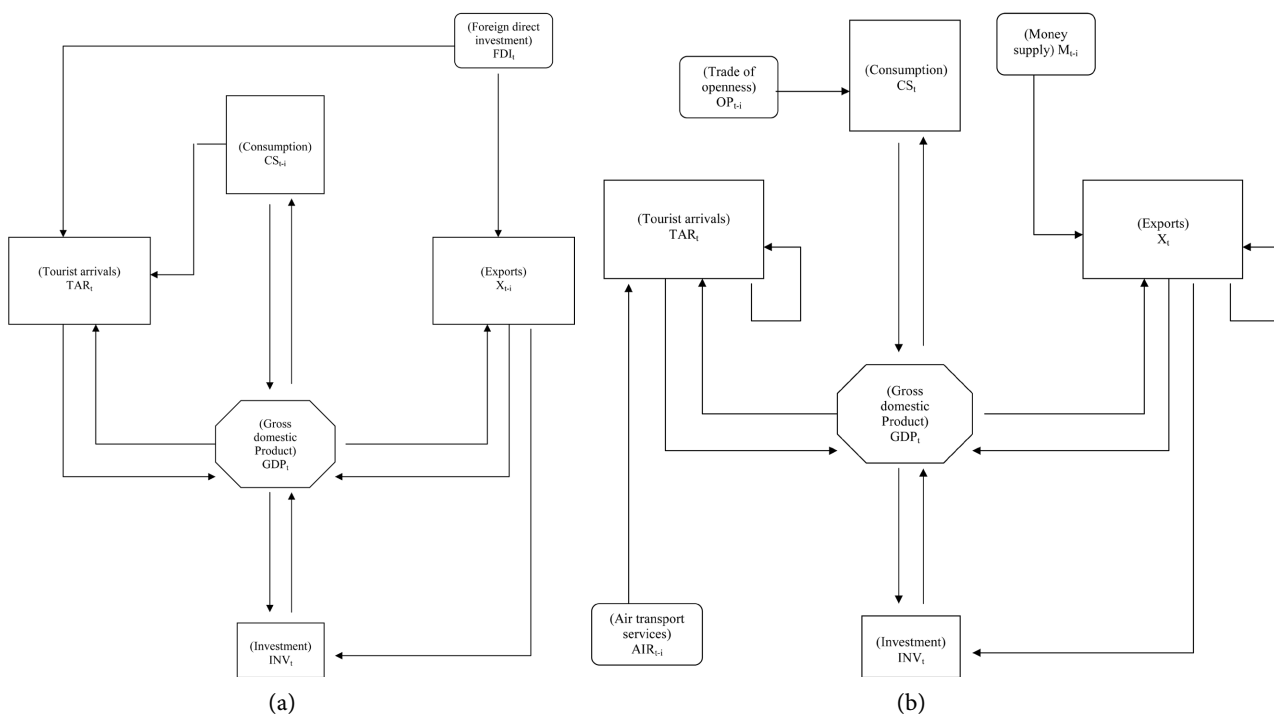 (Foreign direct
investment)
FDIt
(Consumption)
CSt-i
(Tourist arrivals)
TARt
(Exports)
Xt-i
(Gross
domestic
Product)
GDPt
(Investment)
INVt
(a)
(Trade of
openness)
OPt-i
(Consumption)
CSt
(Money
supply) Mt-i
(Tourist arrivals)
TARt
(Exports)
Xt
(Gross
domestic
Product)
GDPt
(Air transport
services)
AIRt-i
(Investment)
INVt
(b)